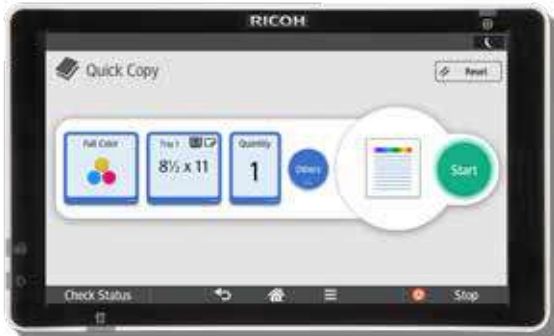 RICOH
Quick Copy
Reset
Full Color
Tray 1
8½ x 11
Quantity
1
Others
Start
Check Status
Stop